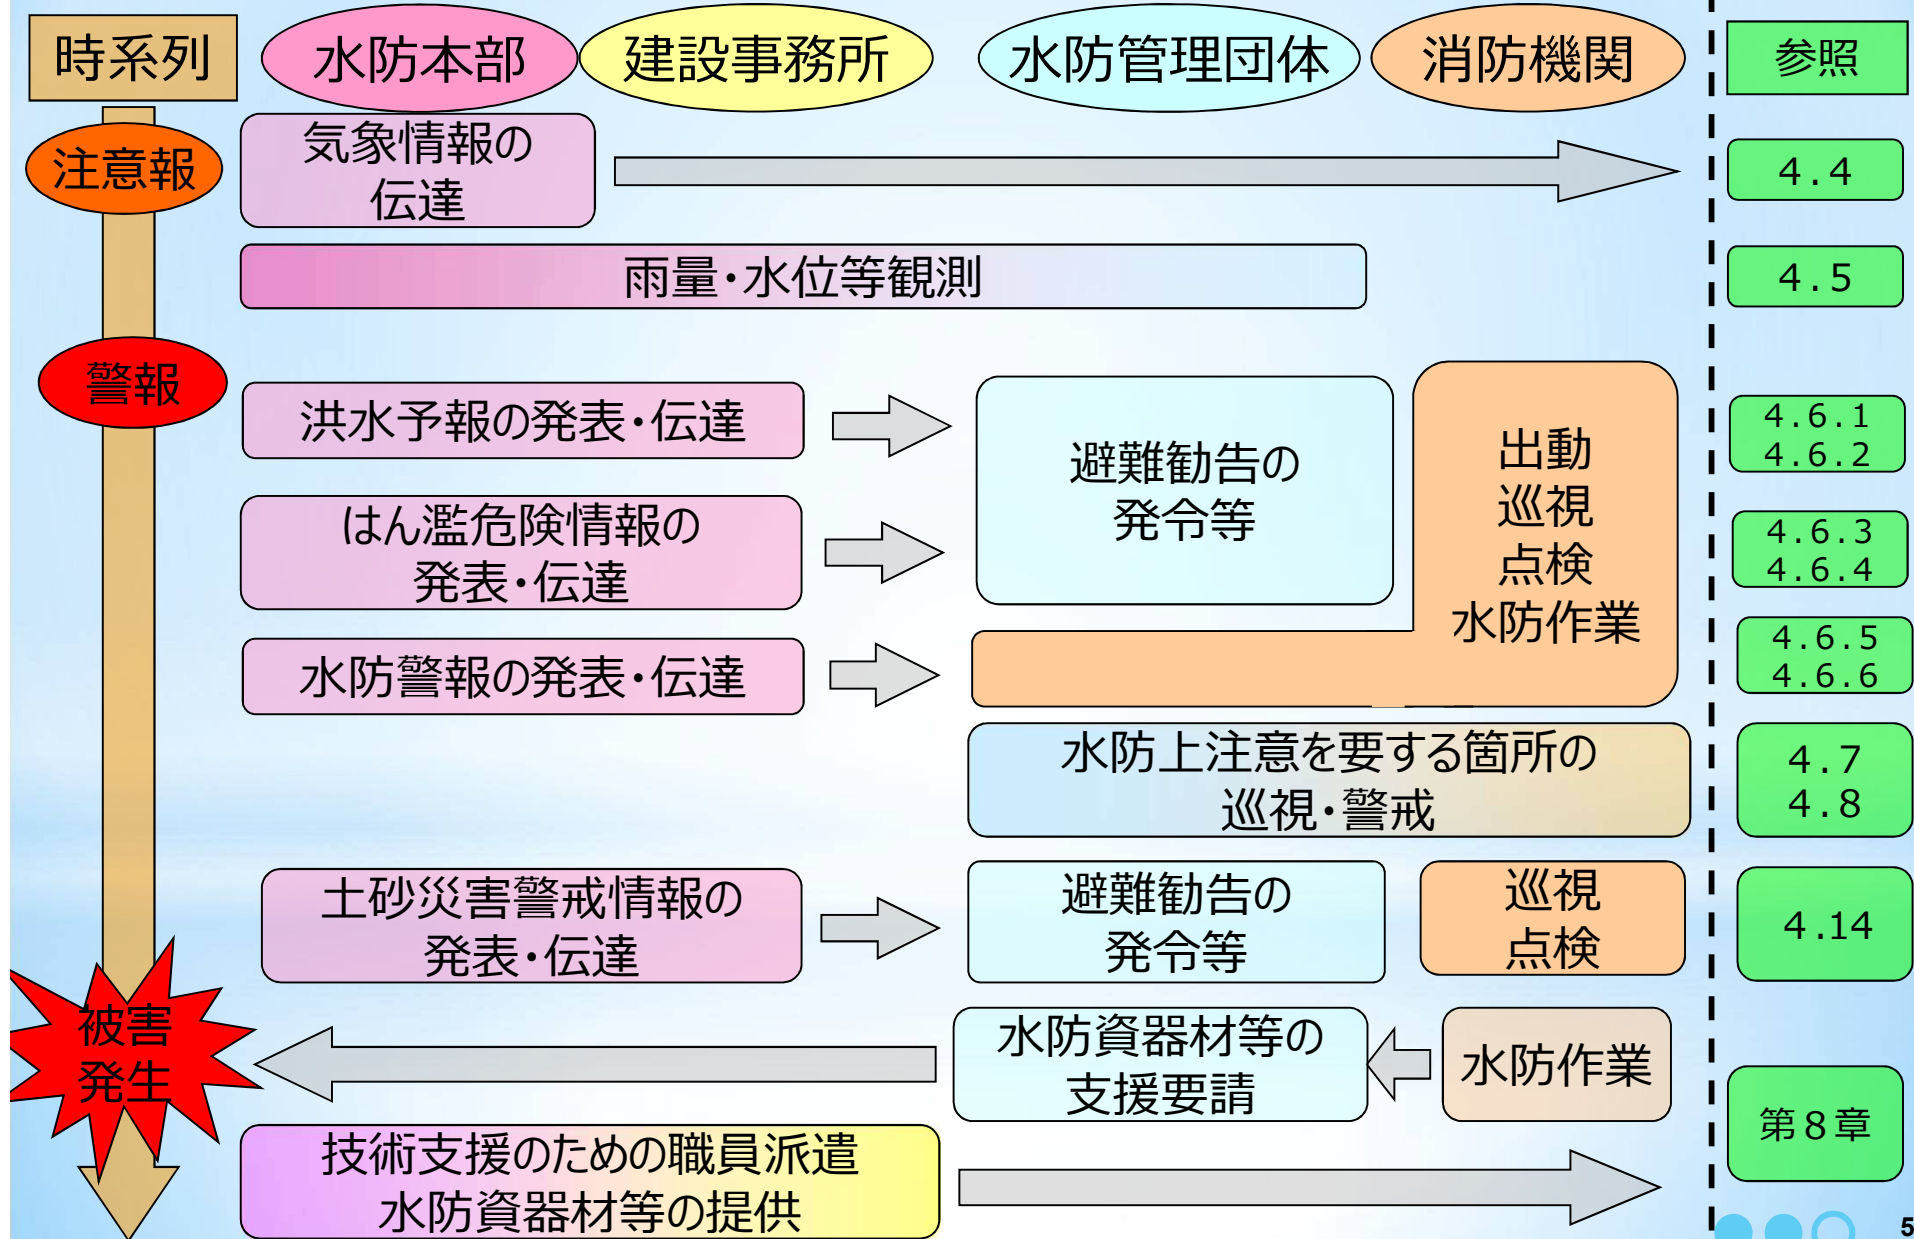 時系列
水防本部
建設事務所
水防管理団体
消防機関
参照
注意報
気象情報の
伝達
4.4
雨量・水位等観測
4.5
警報
洪水予報の発表・伝達
避難勧告の
発令等
出動
巡視
点検
水防作業
4.6.1
4.6.2
はん濫危険情報の
発表・伝達
4.6.3
4.6.4
水防警報の発表・伝達
4.6.5
4.6.6
水防上注意を要する箇所の
巡視・警戒
4.7
4.8
土砂災害警戒情報の
発表・伝達
避難勧告の
発令等
巡視
点検
4.14
被害
発生
水防資器材等の
支援要請
水防作業
第8章
技術支援のための職員派遣
水防資器材等の提供
5